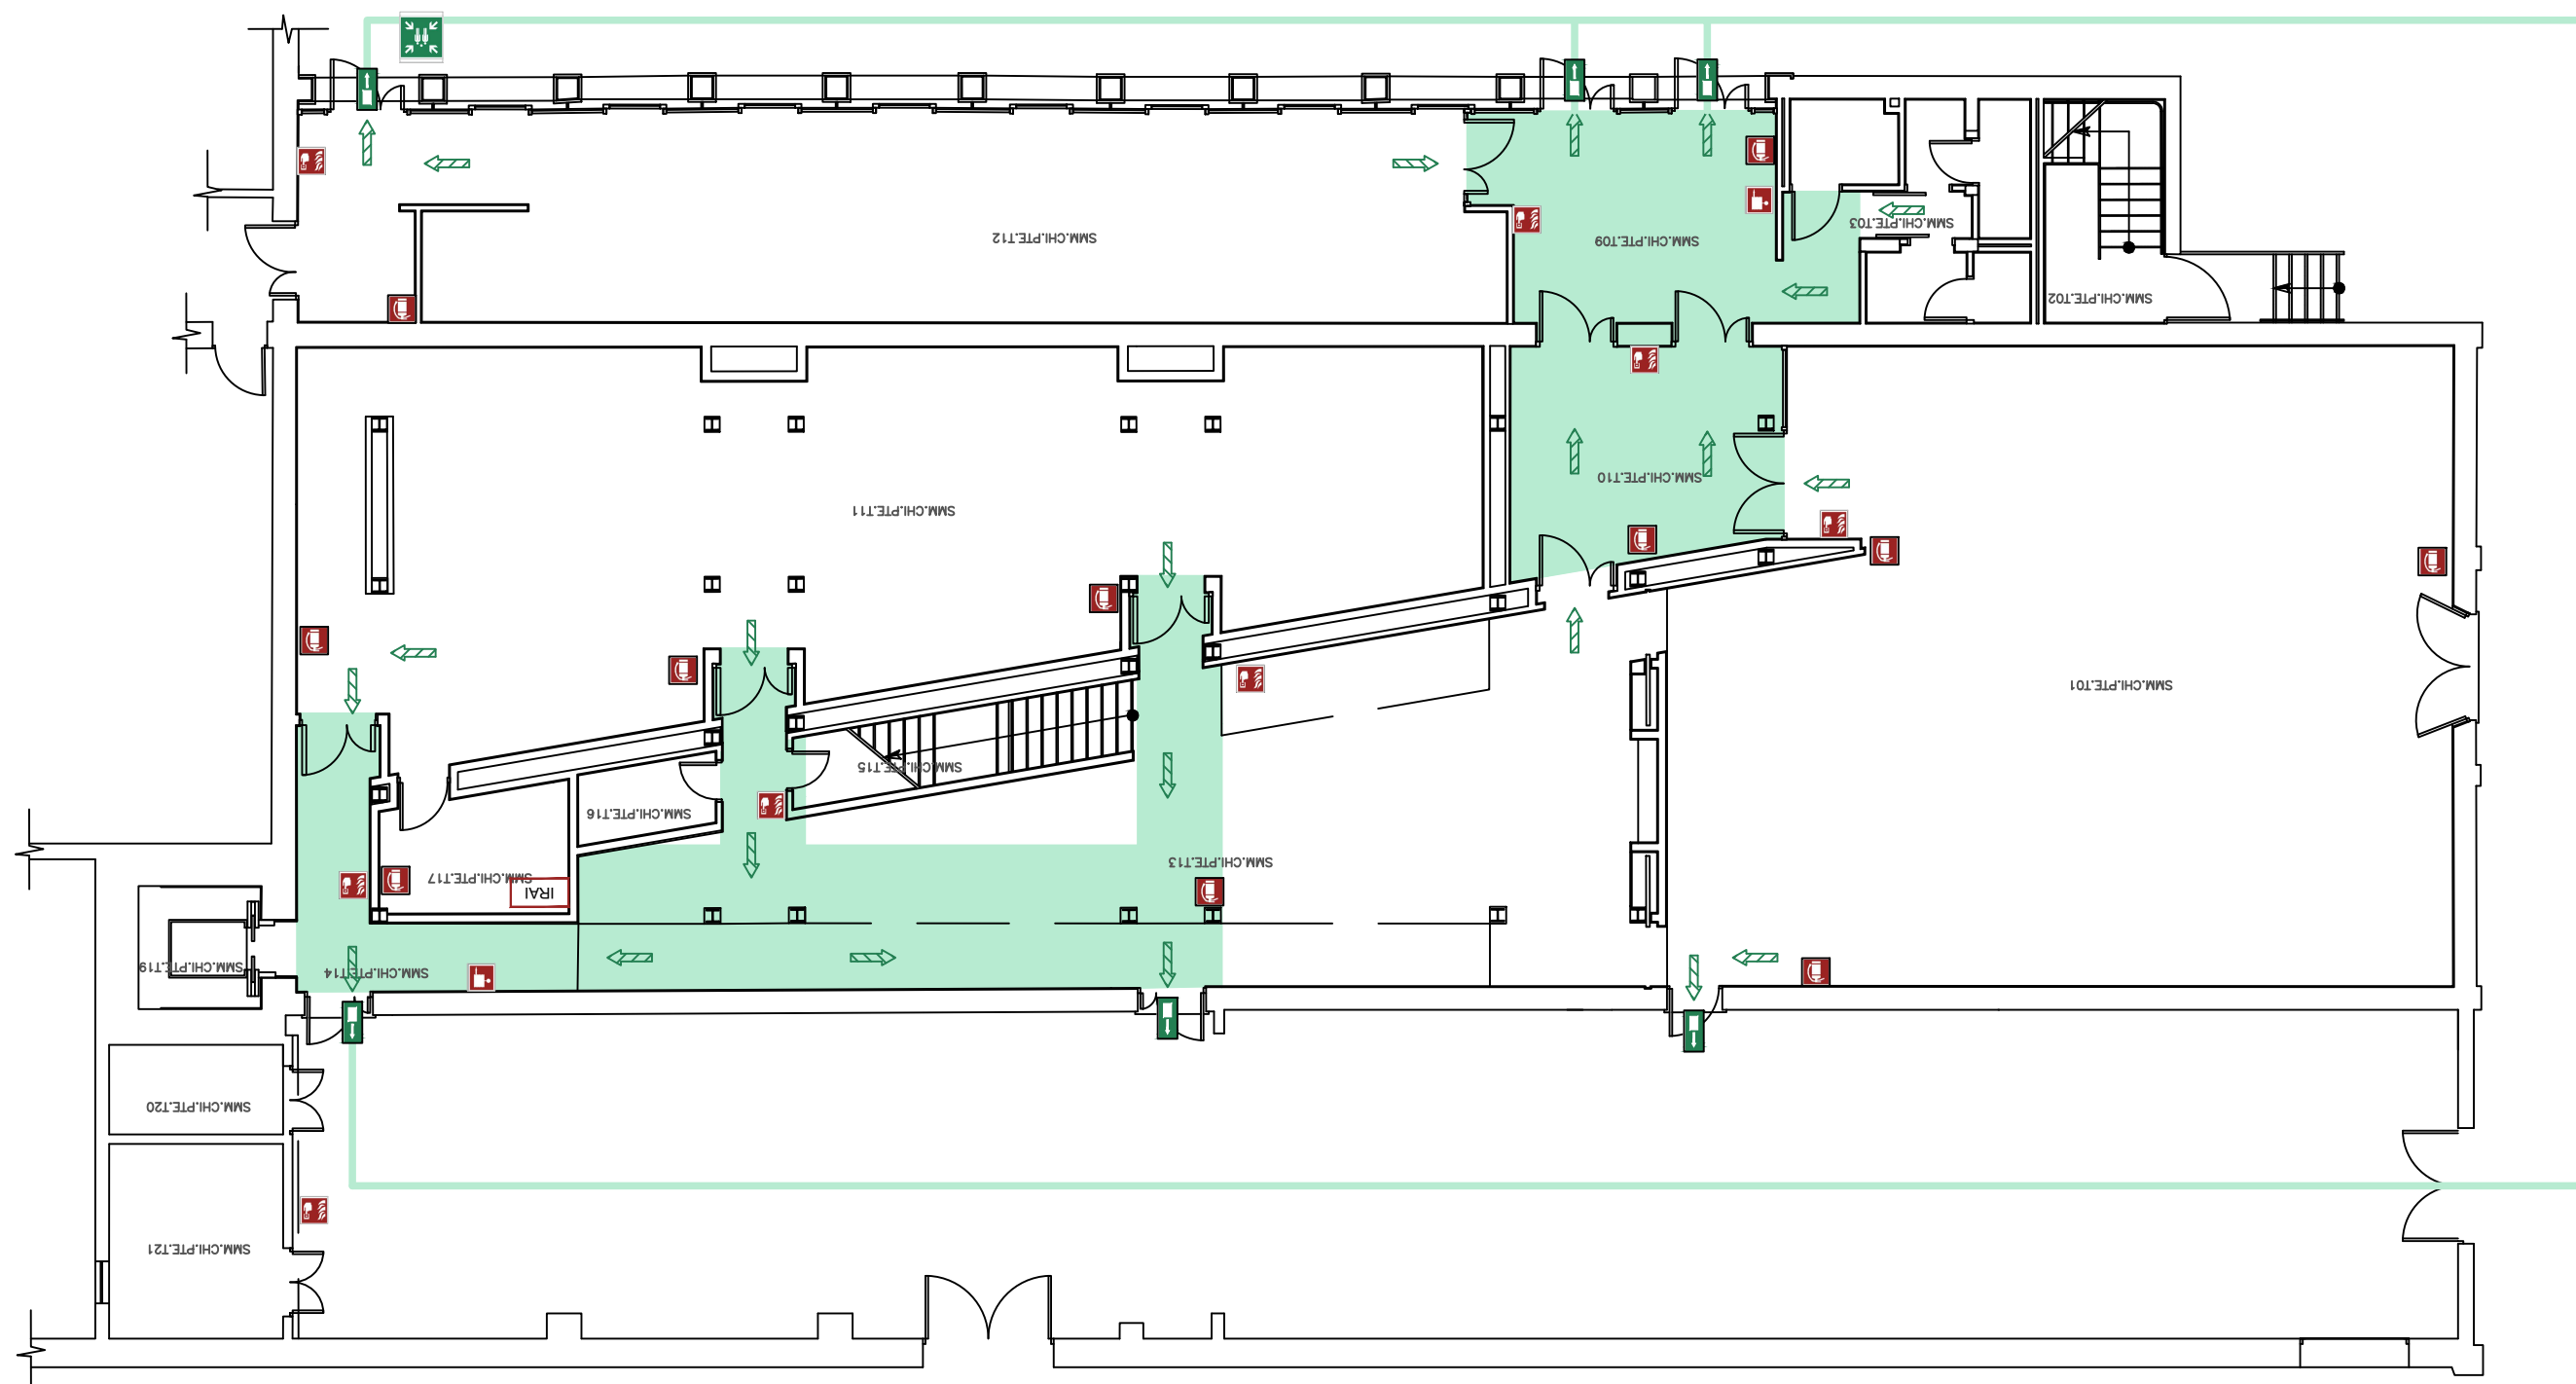 SMM.CHI.PTE.T12
SMM.CHI.PTE.T09
SMM.CHI.PTE.T03
SMM.CHI.PTE.T02
SMM.CHI.PTE.T10
SMM.CHI.PTE.T11
SMM.CHI.PTE.T01
SMM.CHI.PTE.T15
SMM.CHI.PTE.T16
SMM.CHI.PTE.T13
SMM.CHI.PTE.T17
IRAI
SMM.CHI.PTE.T19
SMM.CHI.PTE.T14
SMM.CHI.PTE.T20
SMM.CHI.PTE.T21